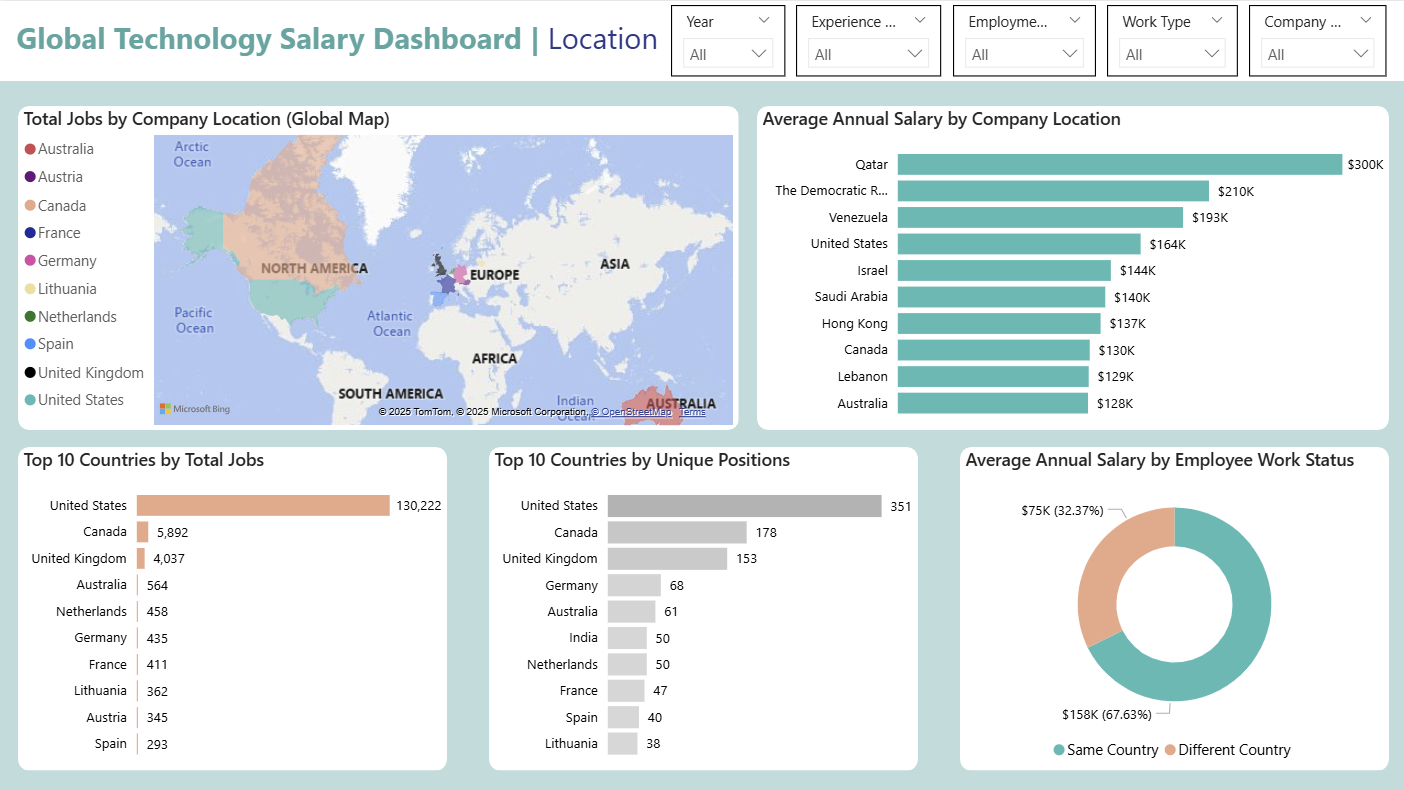 Global Technology Salary Dashboard | Location
Year
All
Experience ...
All
Employme...
All
Work Type
All
Company ...
All
Total Jobs by Company Location (Global Map)
Australia
Austria
Canada
France
Germany
Lithuania
Netherlands
Spain
United Kingdom
United States
Arctic
Ocean
NORTH AMERICA
EUROPE
ASIA
Pacific
Ocean
Atlantic
Ocean
AFRICA
SOUTH AMERICA
Indian
Ocean
AUSTRALIA
Microsoft Bing
© 2025 TomTom, © 2025 Microsoft Corporation, © OpenStreetMap Terms
Average Annual Salary by Company Location
Qatar $300K
The Democratic R... $210K
Venezuela $193K
United States $164K
Israel $144K
Saudi Arabia $140K
Hong Kong $137K
Canada $130K
Lebanon $129K
Australia $128K
Top 10 Countries by Total Jobs
United States 130,222
Canada 5,892
United Kingdom 4,037
Australia 564
Netherlands 458
Germany 435
France 411
Lithuania 362
Austria 345
Spain 293
Top 10 Countries by Unique Positions
United States 351
Canada 178
United Kingdom 153
Germany 68
Australia 61
India 50
Netherlands 50
France 47
Spain 40
Lithuania 38
Average Annual Salary by Employee Work Status
$75K (32.37%)
$158K (67.63%)
Same Country Different Country